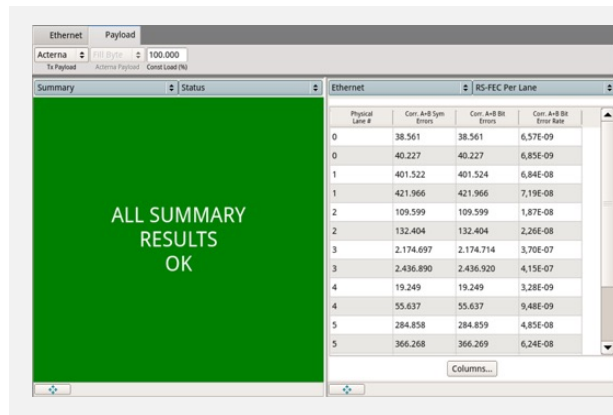 Ethernet Payload
Acterna Fill Byte 100.000
Tx Payload Acterna Payload Const Load (%)
Summary Status Ethernet RS-FEC Per Lane
Physical Lane # Corr. A+B Sym Errors Corr. A+B Bit Errors Corr. A+B Bit Error Rate
0 38.561 38.561 6,57E-09
0 40.227 40.227 6,85E-09
1 401.522 401.524 6,84E-08
1 421.966 421.966 7,19E-08
2 109.599 109.599 1,87E-08
2 132.404 132.404 2,26E-08
3 2.174.697 2.174.714 3,70E-07
3 2.436.890 2.436.920 4,15E-07
4 19.249 19.249 3,28E-09
4 55.637 55.637 9,48E-09
5 284.858 284.859 4,85E-08
5 366.268 366.269 6,24E-08
ALL SUMMARY
RESULTS
OK
Columns...